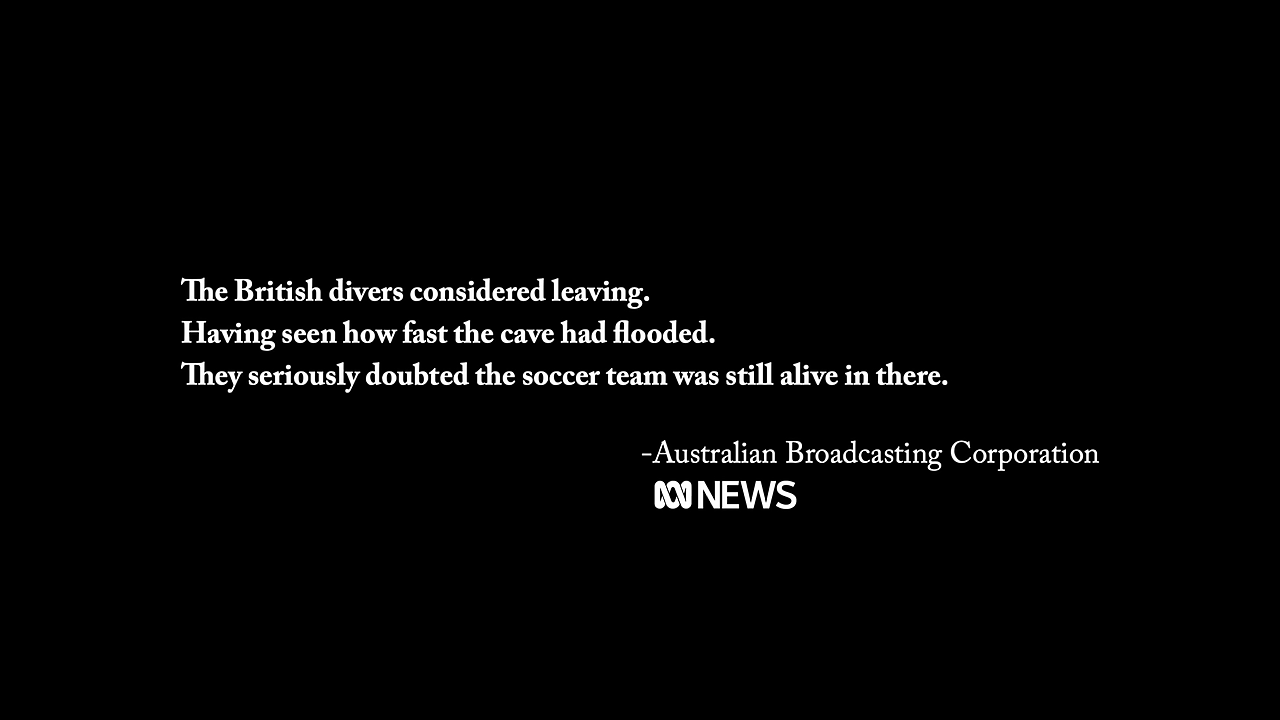 The British divers considered leaving.
Having seen how fast the cave had flooded.
They seriously doubted the soccer team was still alive in there.
-Australian Broadcasting Corporation
NEWS